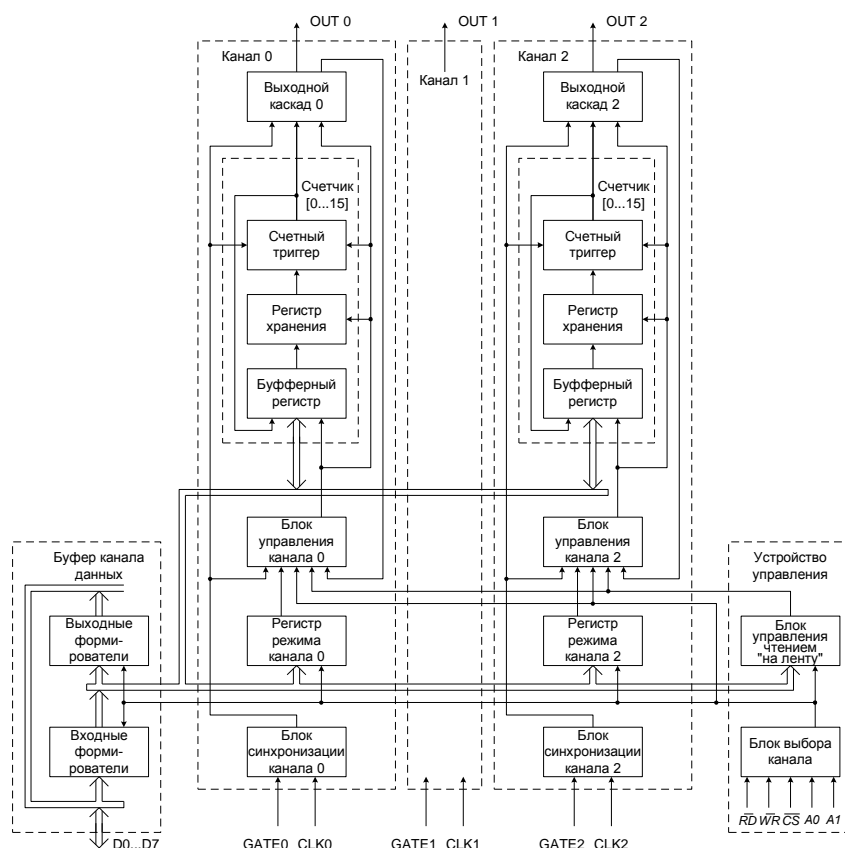 OUT 0
OUT 1
OUT 2
Канал 0
Канал 1
Канал 2
Выходной
каскад 0
Выходной
каскад 2
Счетчик
[0...15]
Счетчик
[0...15]
Счетный
триггер
Счетный
триггер
Регистр
хранения
Регистр
хранения
Буфферный
регистр
Буфферный
регистр
Буфер канала
данных
Блок
управления
канала 0
Блок
управления
канала 2
Устройство
управления
Выходные
форми-
рователи
Регистр
режима
канала 0
Регистр
режима
канала 2
Блок
управления
чтением
"на ленту"
Входные
форми-
рователи
Блок
синхронизации
канала 0
Блок
синхронизации
канала 2
Блок выбора
канала
RD WR CS A0 A1
D0...D7
GATE0 CLK0
GATE1 CLK1
GATE2 CLK2